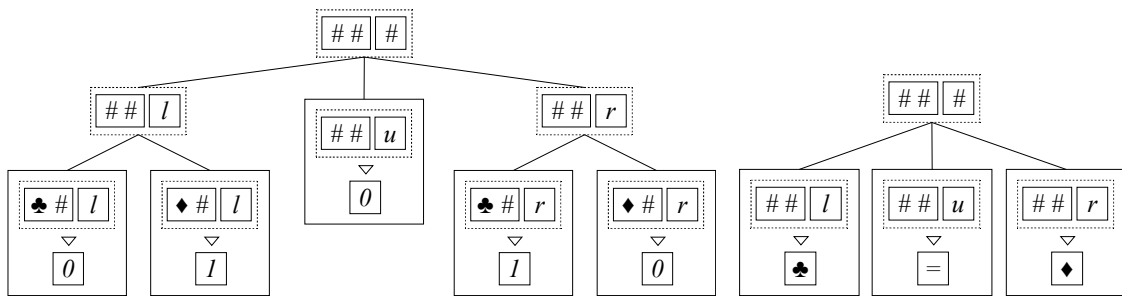 # # #
# # l
# # u
0
# # r
# # #
♣ # l
0
♦ # l
1
♣ # r
1
♦ # r
0
# # l
♣
# # u
=
# # r
♦